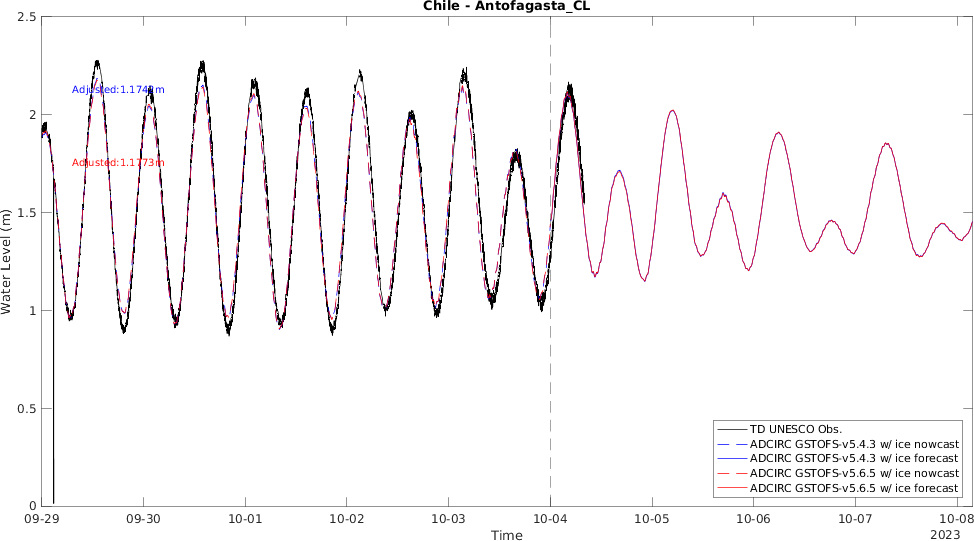 Chile - Antofagasta_CL
2.5
2
1.5
1
0.5
0
Water Level (m)
Adjusted:1.1742m
Adjusted:1.1773m
TD UNESCO Obs.
ADCIRC GSTOFS-v5.4.3 w/ ice nowcast
ADCIRC GSTOFS-v5.4.3 w/ ice forecast
ADCIRC GSTOFS-v5.6.5 w/ ice nowcast
ADCIRC GSTOFS-v5.6.5 w/ ice forecast
09-29 09-30 10-01 10-02 10-03 10-04 10-05 10-06 10-07 10-08
Time
2023